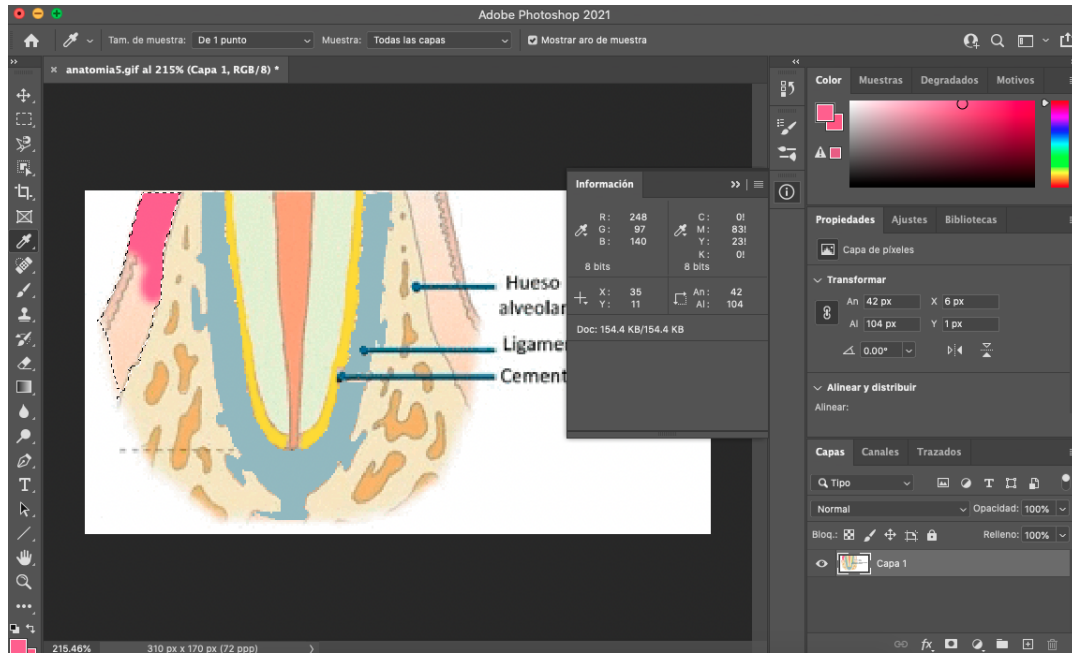 Adobe Photoshop 2021
Tam. de muestra: De 1 punto Muestra: Todas las capas Mostrar aro de muestra
anatomia5.gif al 215% (Capa 1, RGB/8) *
Color Muestras Degradados Motivos
Información
R: 248 C: 0!
G: 97 M: 83!
B: 140 Y: 23!
K: 0!
8 bits 8 bits
X: 35 An: 42
Y: 11 Al: 104
Doc: 154.4 KB/154.4 KB
Hueso
alveolar
Ligame
Cement
Propiedades Ajustes Bibliotecas
Capa de píxeles
Transformar
An 42 px X 6 px
Al 104 px Y 1 px
0.00°
Alinear y distribuir
Alinear:
Capas Canales Trazados
Tipo
Normal Opacidad: 100%
Bloq.: Relleno: 100%
Capa 1
215.46% 310 px x 170 px (72 ppp)